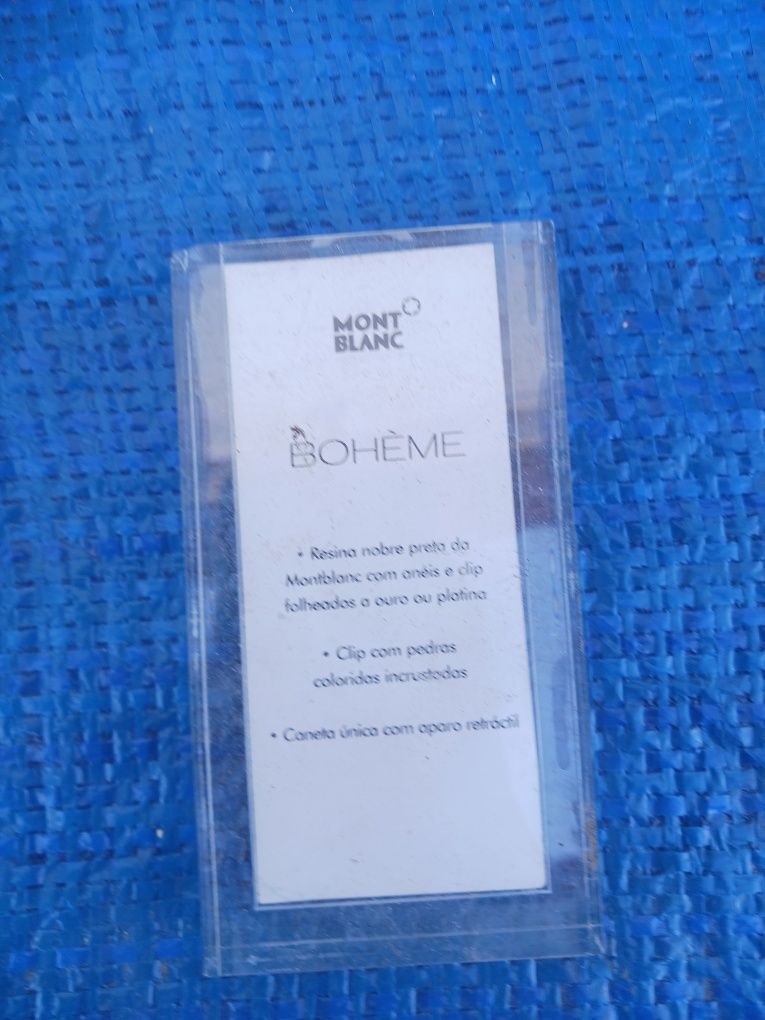 MONT
BLANC
BOHÈME
• Resina nobre preta da
Montblanc com anéis e clip
folheados a ouro ou platina
• Clip com pedras
coloridas incrustadas
• Caneta única com aparo retráctil